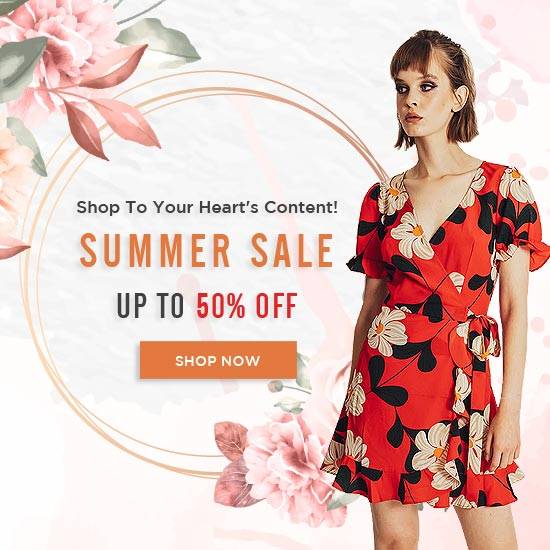 Shop To Your Heart's Content!
SUMMER SALE
UP TO 50% OFF
SHOP NOW